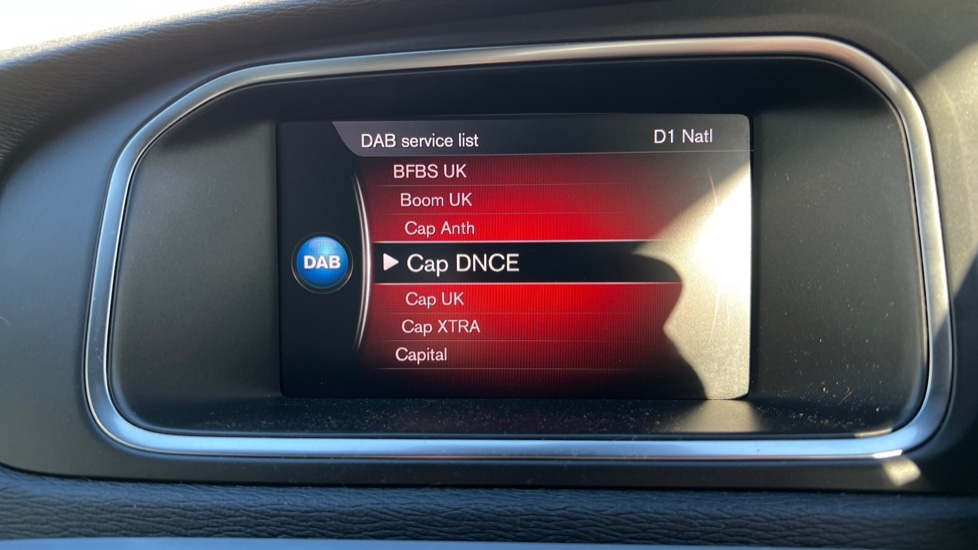 DAB service list D1 Natl
BFBS UK
Boom UK
Cap Anth
DAB
Cap DNCE
Cap UK
Cap XTRA
Capital